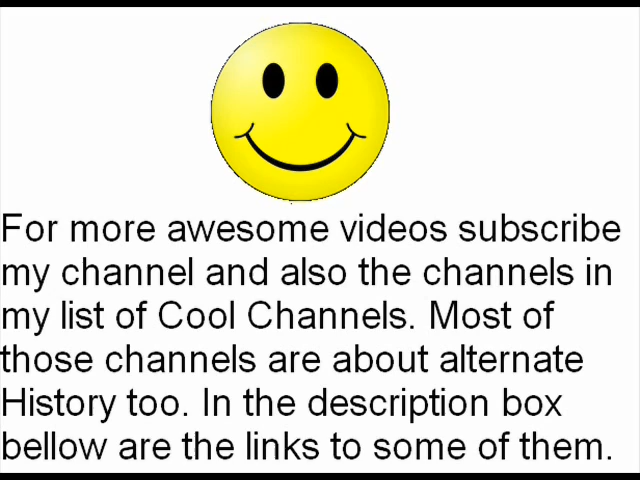 For more awesome videos subscribe
my channel and also the channels in
my list of Cool Channels. Most of
those channels are about alternate
History too. In the description box
bellow are the links to some of them.